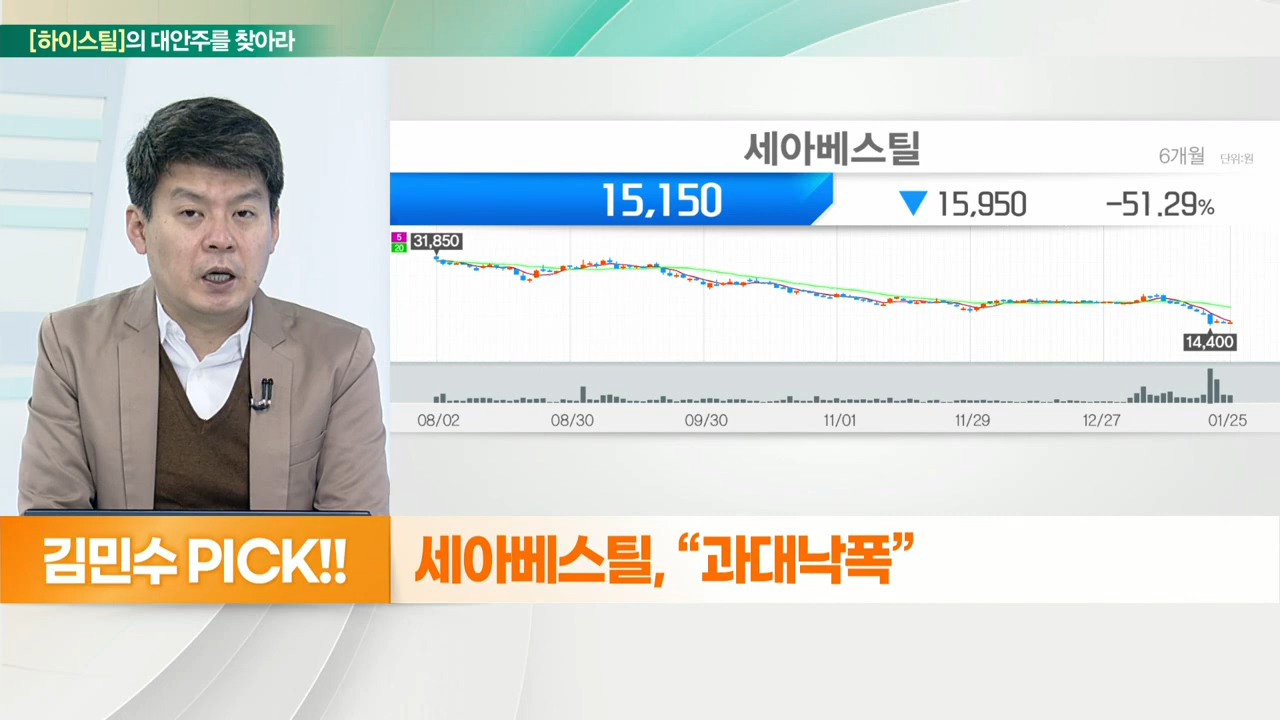 [하이스틸]의 대안주를 찾아라
세아베스틸
6개월 단위:원
15,150
▼ 15,950 -51.29%
5
20
31,850
14,400
08/02 08/30 09/30 11/01 11/29 12/27 01/25
김민수 PICK!!
세아베스틸, “과대낙폭”